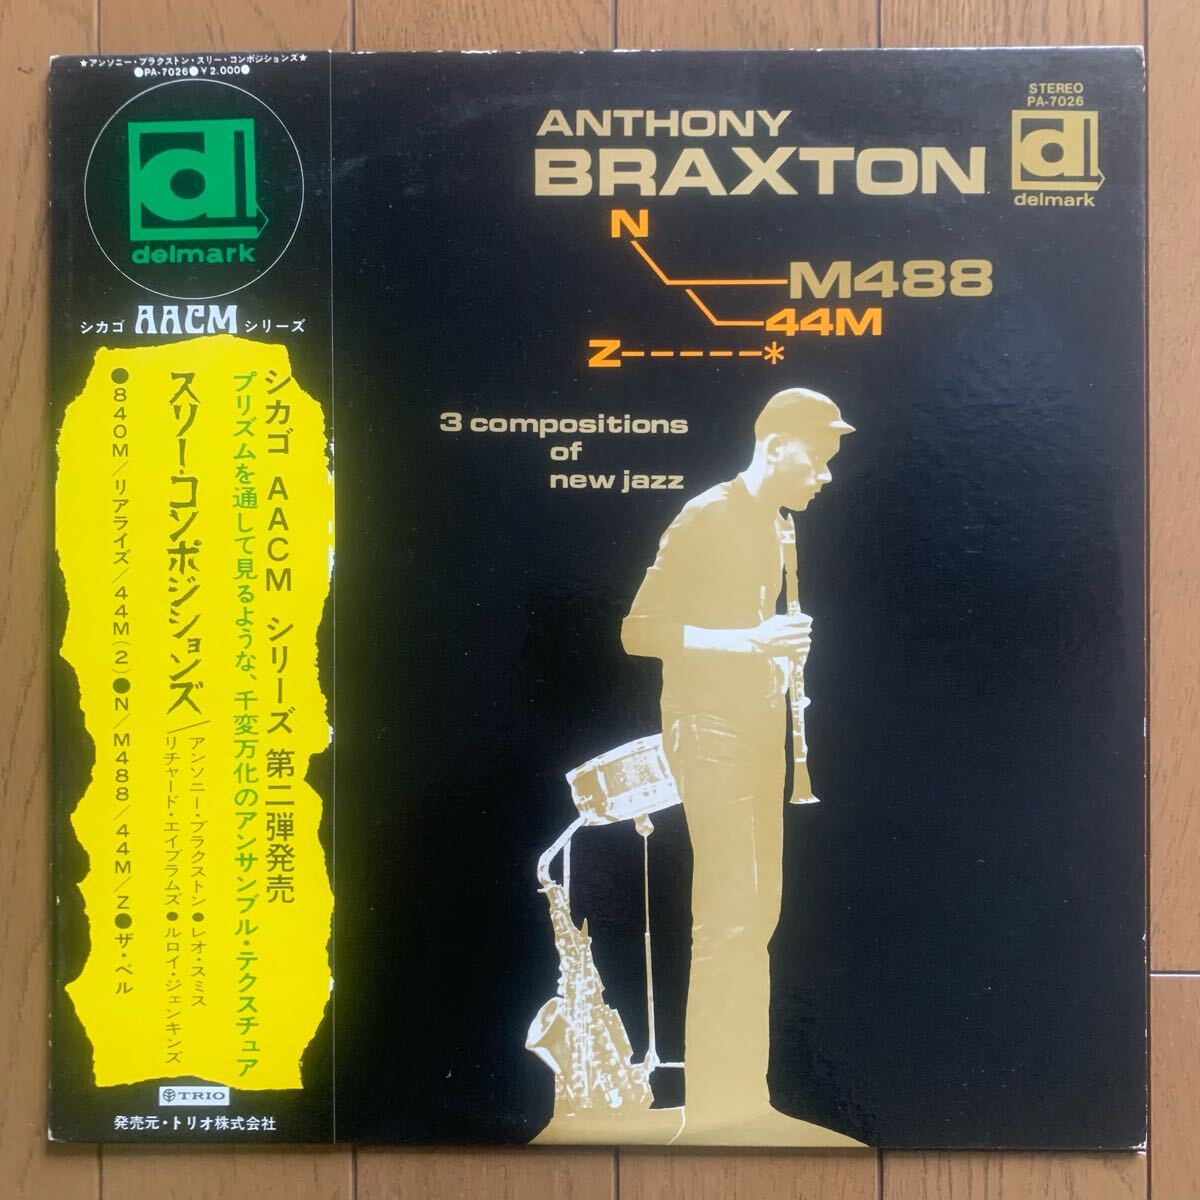 ★アンソニー・ブラクストン・スリー・コンポジションズ★
●PA-7026●¥2.000●
delmark
シカゴ AACM シリーズ
シカゴ AACM シリーズ 第二弾発売
プリズムを通して見るような、千変万化のアンサンブル・テクスチュア
スリー・コンポジションズ/アンソニー・ブラクストン●レオ・スミス
リチャード・エイブラムズ●ルロイ・ジェンキンズ
●840M/リアライズ/44M(2)●N/M488/44M/Z●ザ・ベル
TRIO
発売元・トリオ株式会社
STEREO
PA-7026
delmark
ANTHONY
BRAXTON
N
M488
44M
Z-----*
3 compositions
of
new jazz